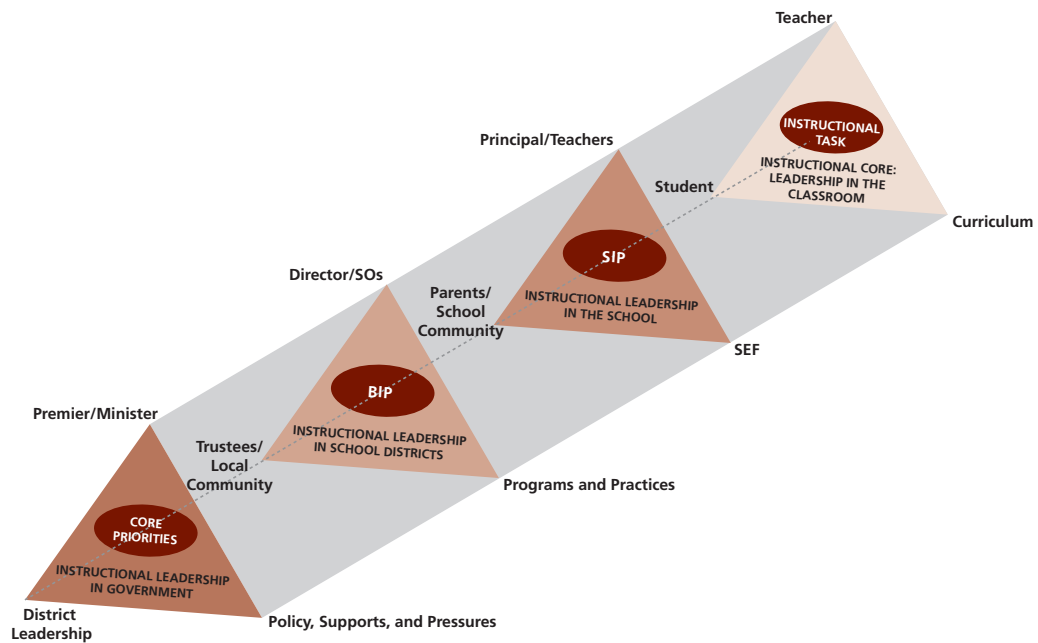 Teacher
INSTRUCTIONAL
TASK
INSTRUCTIONAL CORE:
LEADERSHIP IN THE
CLASSROOM
Curriculum
Principal/Teachers
Student
SIP
INSTRUCTIONAL LEADERSHIP
IN THE SCHOOL
SEF
Director/SOs
Parents/
School
Community
BIP
INSTRUCTIONAL LEADERSHIP
IN SCHOOL DISTRICTS
Programs and Practices
Premier/Minister
Trustees/
Local
Community
CORE
PRIORITIES
INSTRUCTIONAL LEADERSHIP
IN GOVERNMENT
District
Leadership
Policy, Supports, and Pressures